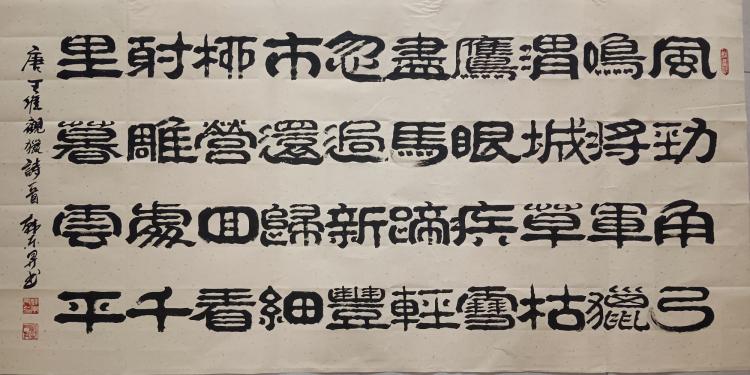 風勁角弓
鳴將軍獵
渭城草枯
鷹眼疾雪
盡馬蹄輕
忽過新豐
市還歸細
柳營回看
射雕處千
里暮雲平
唐王維觀獵詩一首